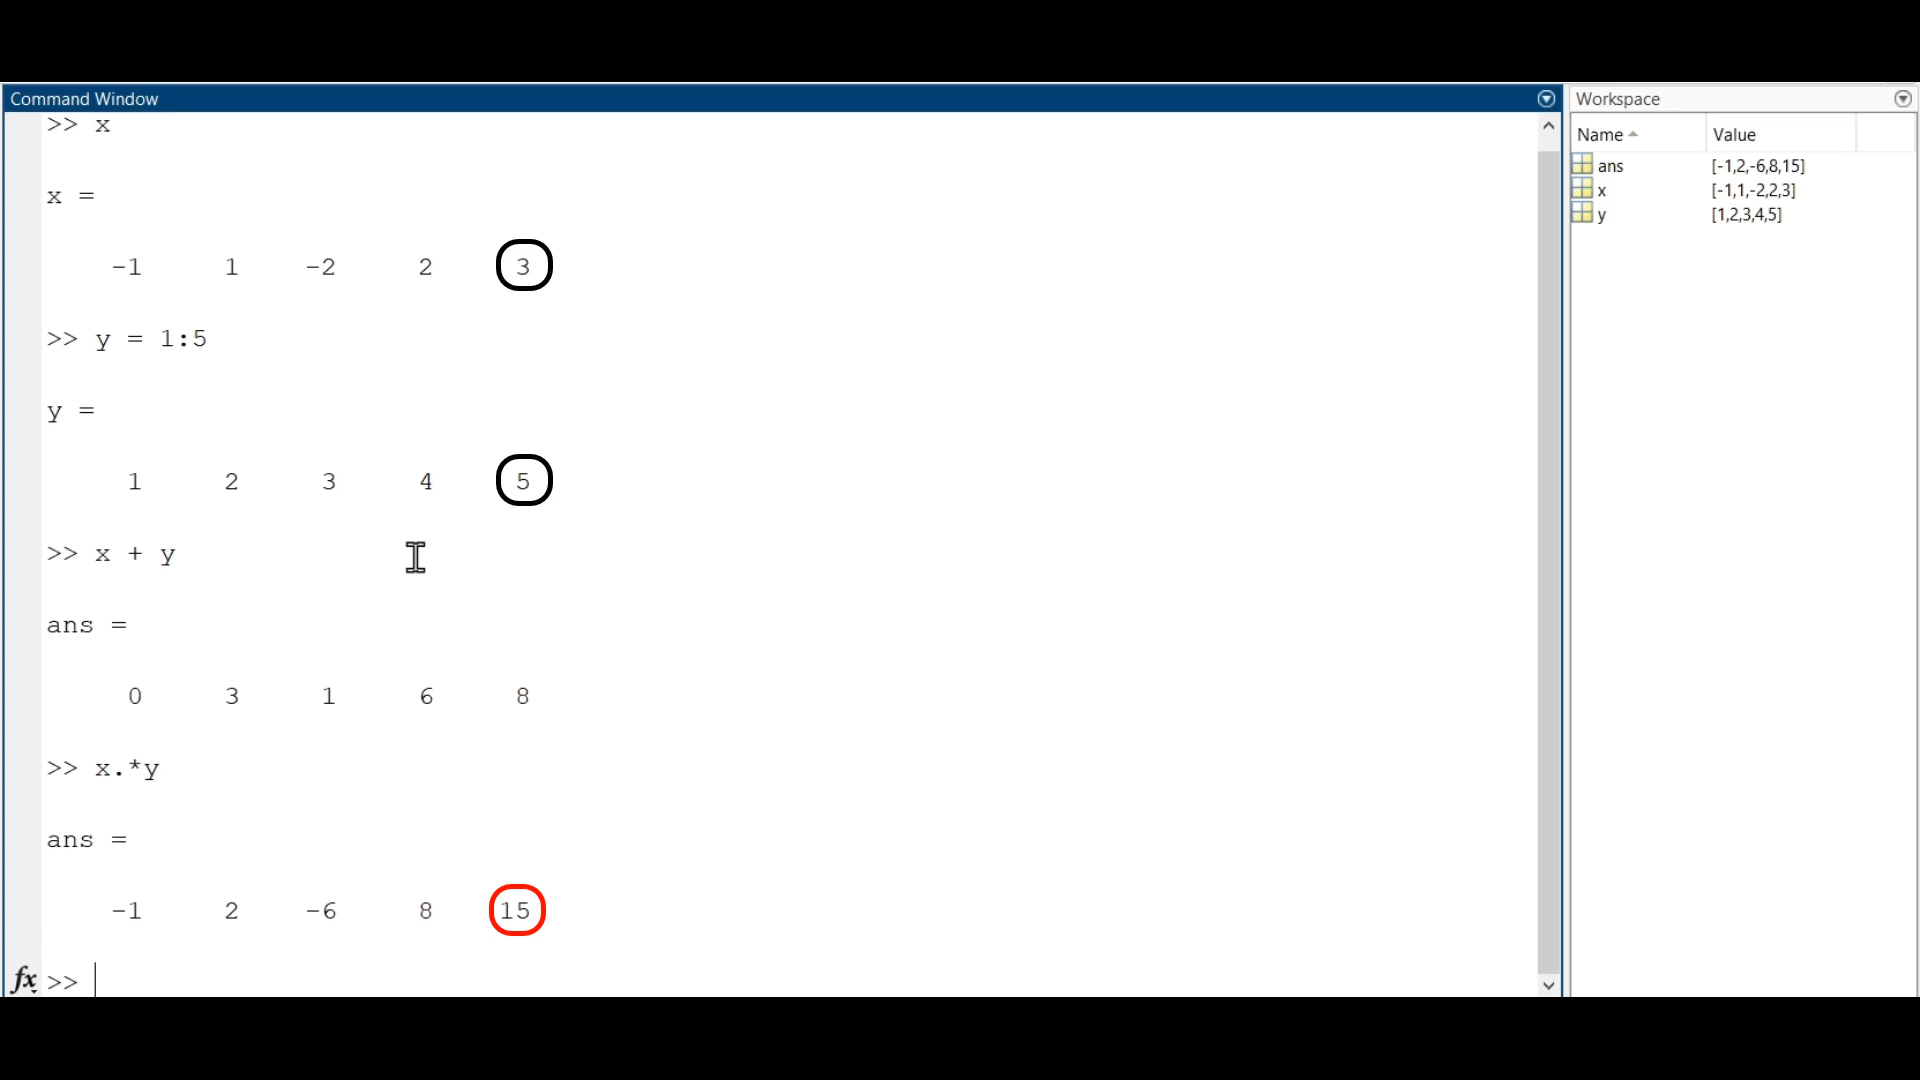 Command Window
>> x
x =
-1 1 -2 2 3
>> y = 1:5
y =
1 2 3 4 5
>> x + y
ans =
0 3 1 6 8
>> x.*y
ans =
-1 2 -6 8 15
fx >>
Workspace
Name Value
ans [-1,2,-6,8,15]
x [-1,1,-2,2,3]
y [1,2,3,4,5]